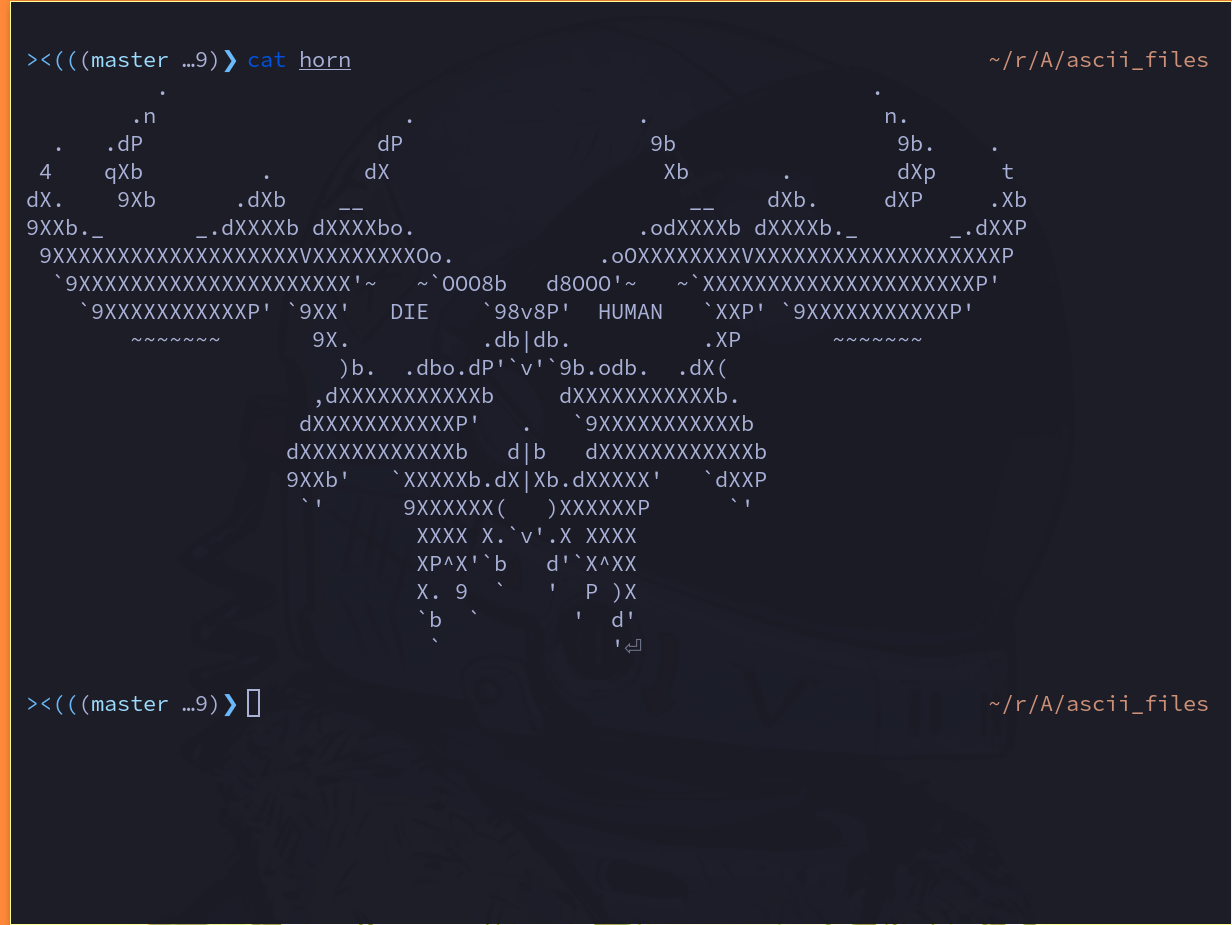 ><(((master …9)❯ cat horn ~/r/A/ascii_files
            .                                                      .
        .n                   .                 .                  n.
  .   .dP                  dP                   9b                 9b.    .
 4    qXb         .       dX                     Xb       .        dXp     t
dX.    9Xb      .dXb    __                         __    dXb.     dXP     .Xb
9XXb._       _.dXXXXb dXXXXbo.                 .odXXXXb dXXXXb._       _.dXXP
 9XXXXXXXXXXXXXXXXXXXVXXXXXXXXOo.           .oOXXXXXXXXVXXXXXXXXXXXXXXXXXXXP
  `9XXXXXXXXXXXXXXXXXXXXX'~   ~`OOO8b   d8OOO'~   ~`XXXXXXXXXXXXXXXXXXXXXP'
    `9XXXXXXXXXXXP' `9XX'   DIE    `98v8P'  HUMAN   `XXP' `9XXXXXXXXXXXP'
        ~~~~~~~       9X.          .db|db.          .XP       ~~~~~~~
                        )b.  .dbo.dP'`v'`9b.odb.  .dX(
                      ,dXXXXXXXXXXXb     dXXXXXXXXXXXb.
                     dXXXXXXXXXXXP'   .   `9XXXXXXXXXXXb
                    dXXXXXXXXXXXXb   d|b   dXXXXXXXXXXXXb
                    9XXb'   `XXXXXb.dX|Xb.dXXXXX'   `dXXP
                     `'      9XXXXXX(   )XXXXXXP      `'
                              XXXX X.`v'.X XXXX
                              XP^X'`b   d'`X^XX
                              X. 9  `   '  P )X
                              `b  `       '  d'
                               `             '⏎
><(((master …9)❯ ~/r/A/ascii_files